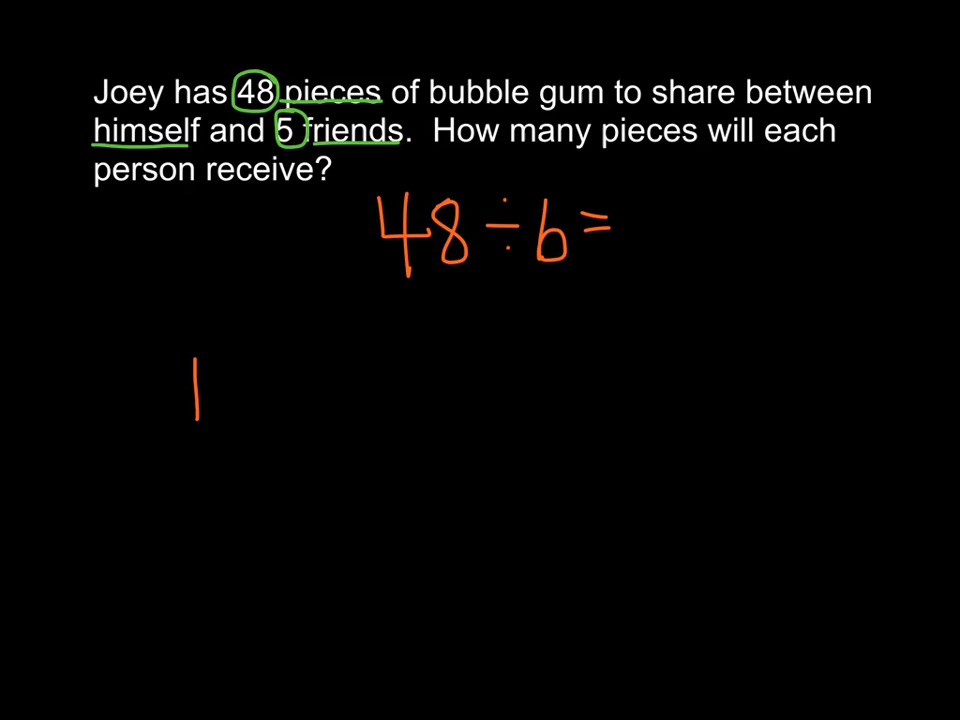 Joey has 48 pieces of bubble gum to share between
himself and 5 friends.  How many pieces will each
person receive?
48 ÷ 6 =
|